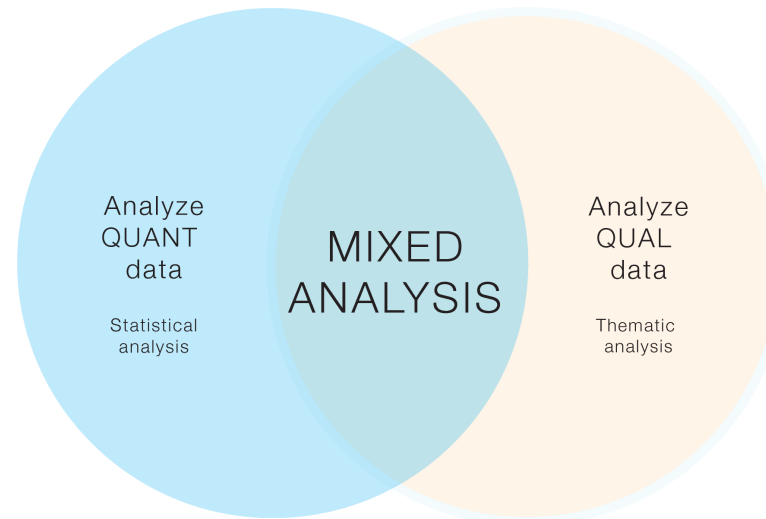 Analyze
QUANT
data
Statistical
analysis
MIXED
ANALYSIS
Analyze
QUAL
data
Thematic
analysis